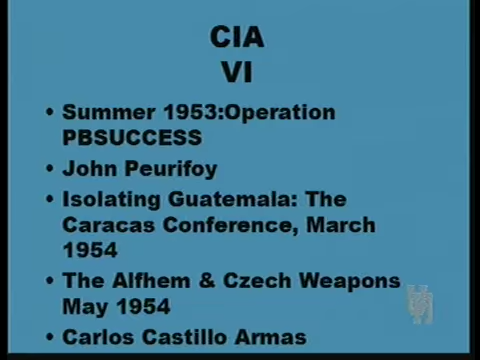 CIA
VI
• Summer 1953:Operation
PBSUCCESS
• John Peurifoy
• Isolating Guatemala: The
Caracas Conference, March
1954
• The Alfhem & Czech Weapons
May 1954
• Carlos Castillo Armas